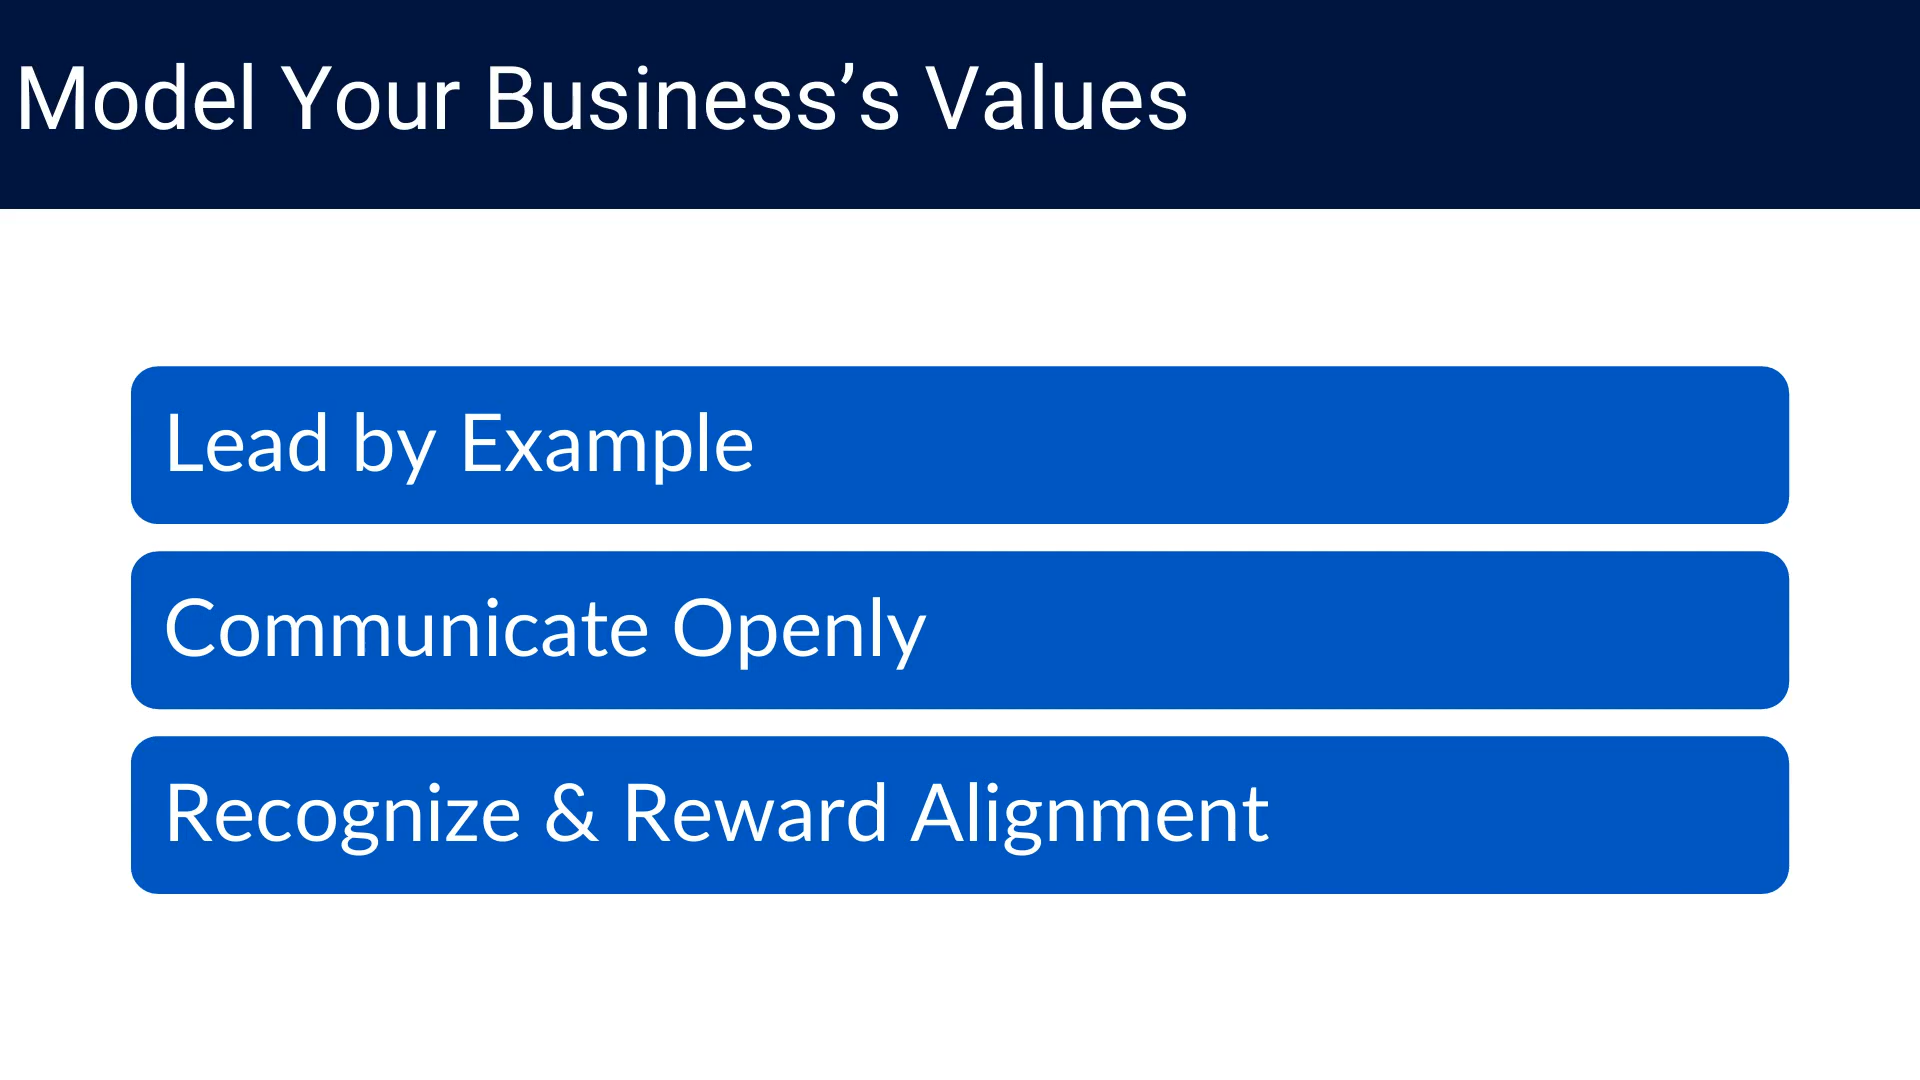 Model Your Business’s Values
Lead by Example
Communicate Openly
Recognize & Reward Alignment